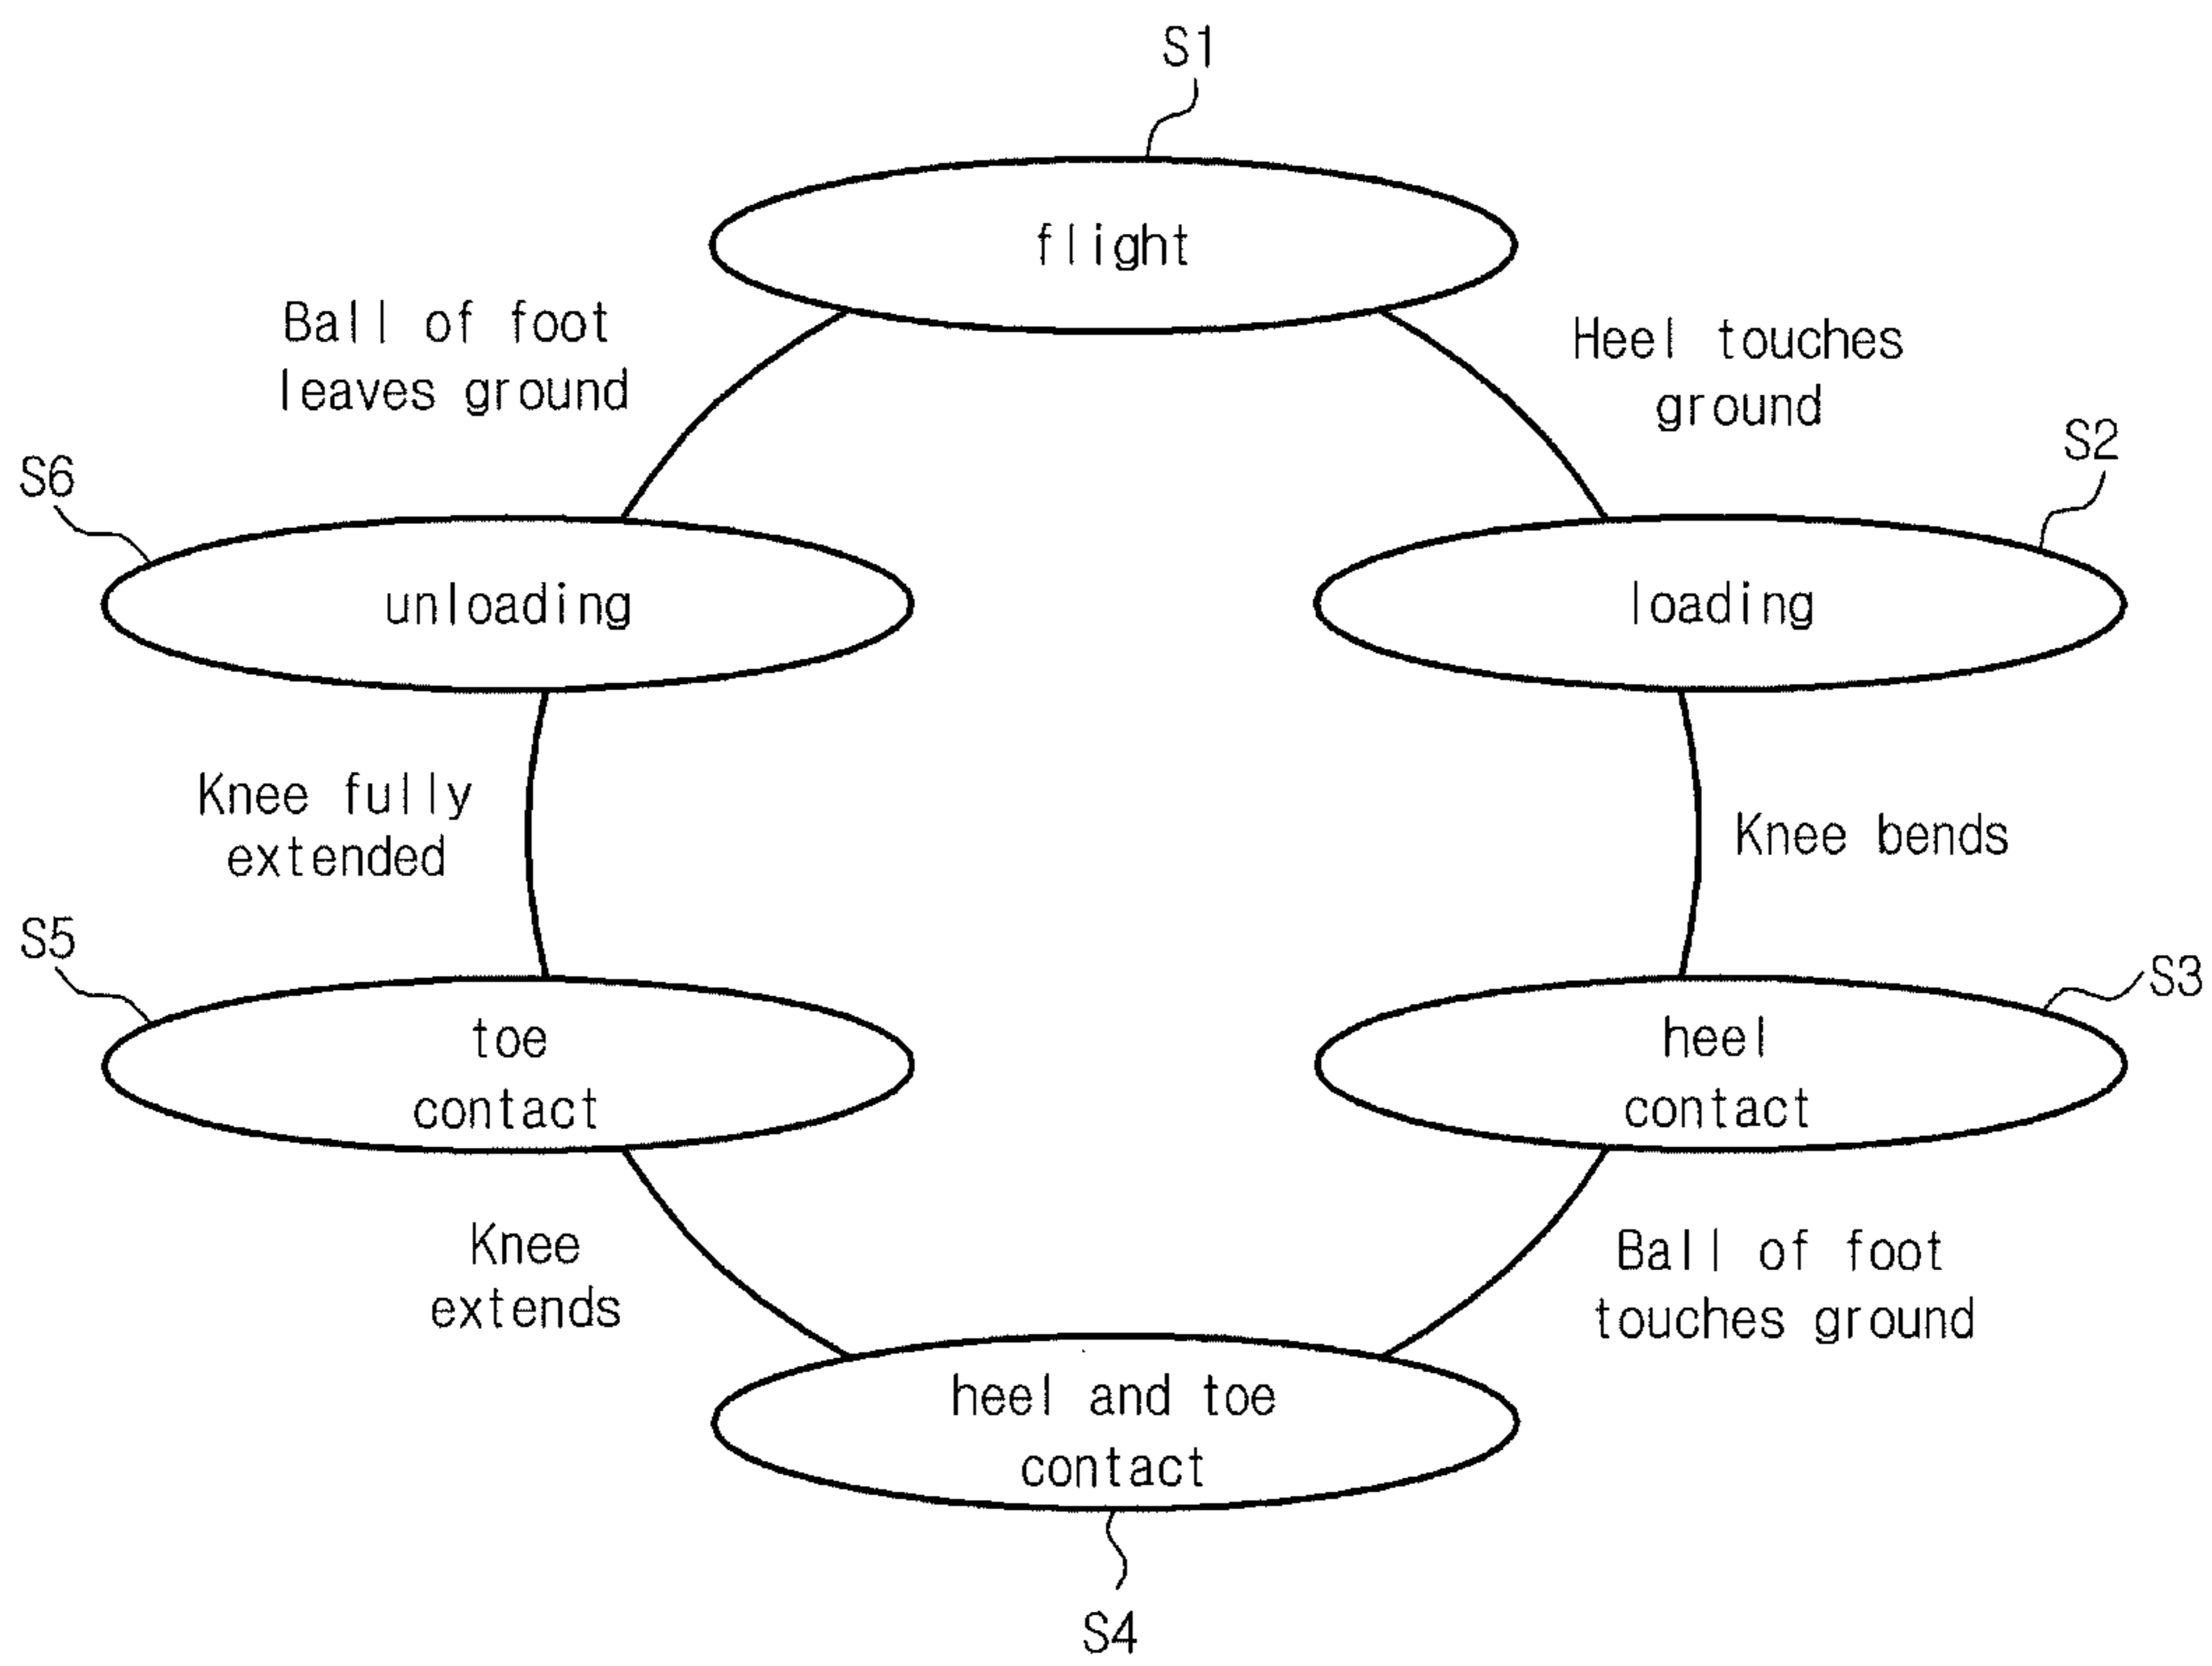 S1
flight
Ball of foot
leaves ground
Heel touches
ground
S6
S2
unloading
loading
Knee fully
extended
Knee bends
S5
S3
toe
contact
heel
contact
Knee
extends
Ball of foot
touches ground
heel and toe
contact
S4